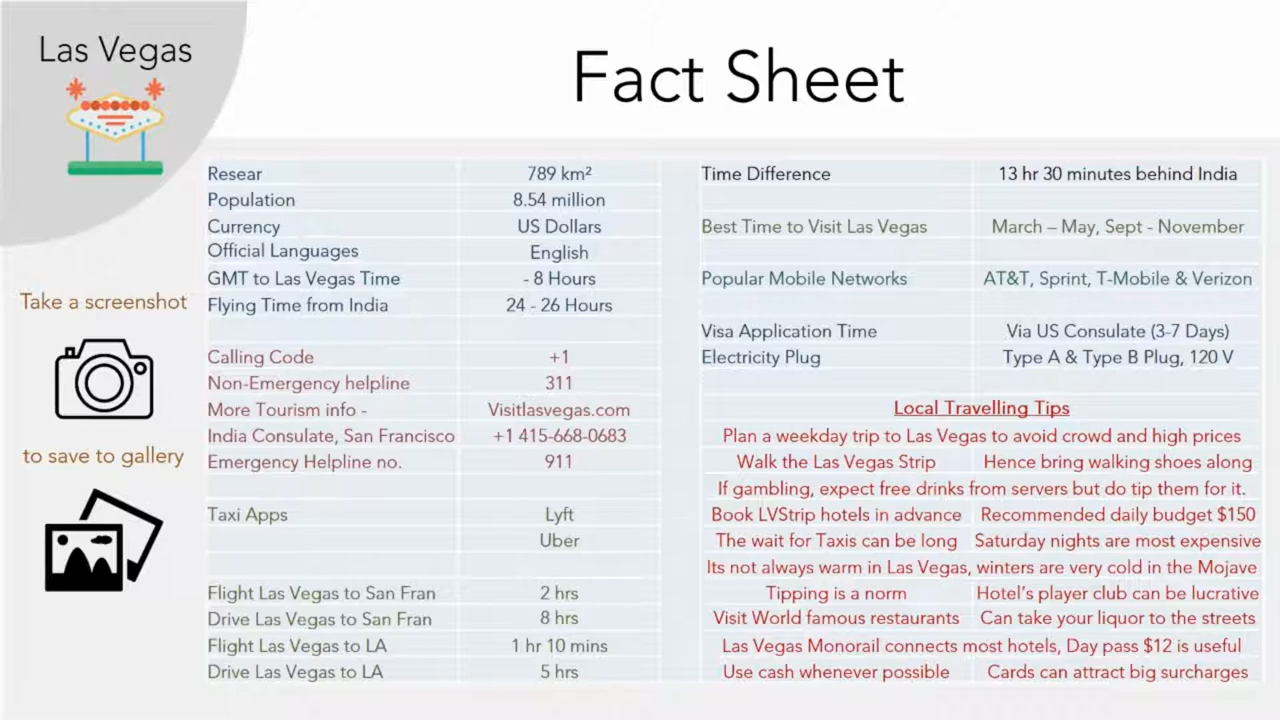 Las Vegas
Fact Sheet
Take a screenshot
to save to gallery
Resear 789 km²
Population 8.54 million
Currency US Dollars
Official Languages English
GMT to Las Vegas Time - 8 Hours
Flying Time from India 24 - 26 Hours
Calling Code +1
Non-Emergency helpline 311
More Tourism info - Visitlasvegas.com
India Consulate, San Francisco +1 415-668-0683
Emergency Helpline no. 911
Taxi Apps Lyft
Uber
Flight Las Vegas to San Fran 2 hrs
Drive Las Vegas to San Fran 8 hrs
Flight Las Vegas to LA 1 hr 10 mins
Drive Las Vegas to LA 5 hrs
Time Difference 13 hr 30 minutes behind India
Best Time to Visit Las Vegas March – May, Sept - November
Popular Mobile Networks AT&T, Sprint, T-Mobile & Verizon
Visa Application Time Via US Consulate (3-7 Days)
Electricity Plug Type A & Type B Plug, 120 V
Local Travelling Tips
Plan a weekday trip to Las Vegas to avoid crowd and high prices
Walk the Las Vegas Strip Hence bring walking shoes along
If gambling, expect free drinks from servers but do tip them for it.
Book LVStrip hotels in advance Recommended daily budget $150
The wait for Taxis can be long Saturday nights are most expensive
Its not always warm in Las Vegas, winters are very cold in the Mojave
Tipping is a norm Hotel's player club can be lucrative
Visit World famous restaurants Can take your liquor to the streets
Las Vegas Monorail connects most hotels, Day pass $12 is useful
Use cash whenever possible Cards can attract big surcharges